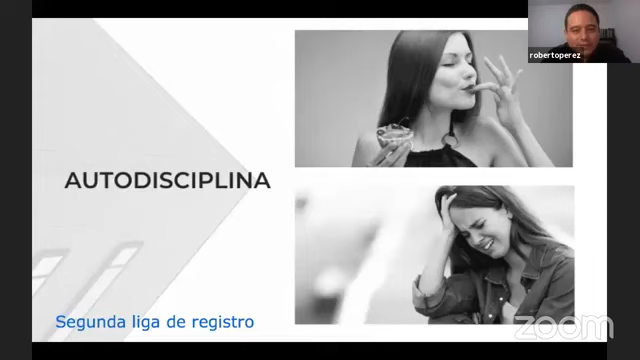 robertoperez
AUTODISCIPLINA
Segunda liga de registro
zoom